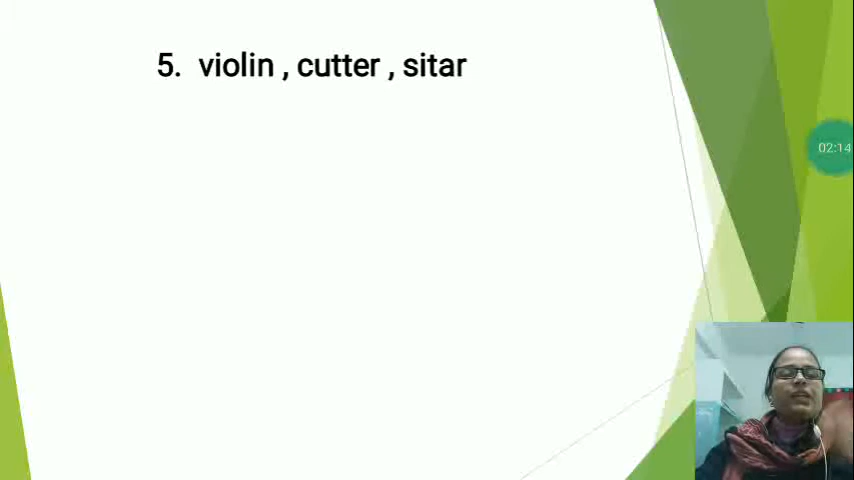 5. violin , cutter , sitar
02:14